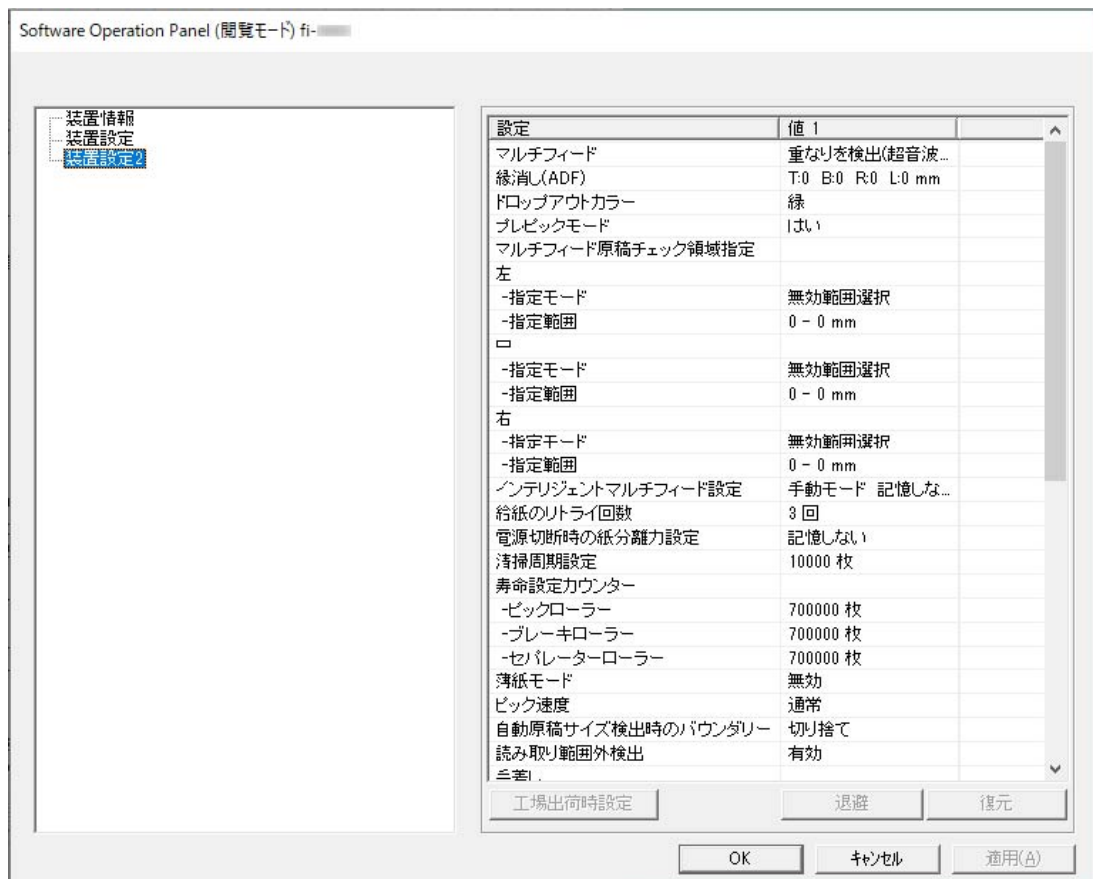 Software Operation Panel (閲覧モード) fi-
装置情報
装置設定
装置設定2
設定 値 1
マルチフィード 重なりを検出(超音波...
縁消し(ADF) T:0 B:0 R:0 L:0 mm
ドロップアウトカラー 緑
プレピックモード はい
マルチフィード原稿チェック領域指定
左
-指定モード 無効範囲選択
-指定範囲 0 - 0 mm
-指定モード 無効範囲選択
-指定範囲 0 - 0 mm
右
-指定モード 無効範囲選択
-指定範囲 0 - 0 mm
インテリジェントマルチフィード設定 手動モード 記憶しな...
給紙のリトライ回数 3 回
電源切断時の紙分離力設定 記憶しない
清掃周期設定 10000 枚
寿命設定カウンター
-ピックローラー 700000 枚
-ブレーキローラー 700000 枚
-セパレーターローラー 700000 枚
薄紙モード 無効
ピック速度 通常
自動原稿サイズ検出時のバウンダリー 切り捨て
読み取り範囲外検出 有効
手差し
工場出荷時設定 退避 復元
OK キャンセル 適用(A)